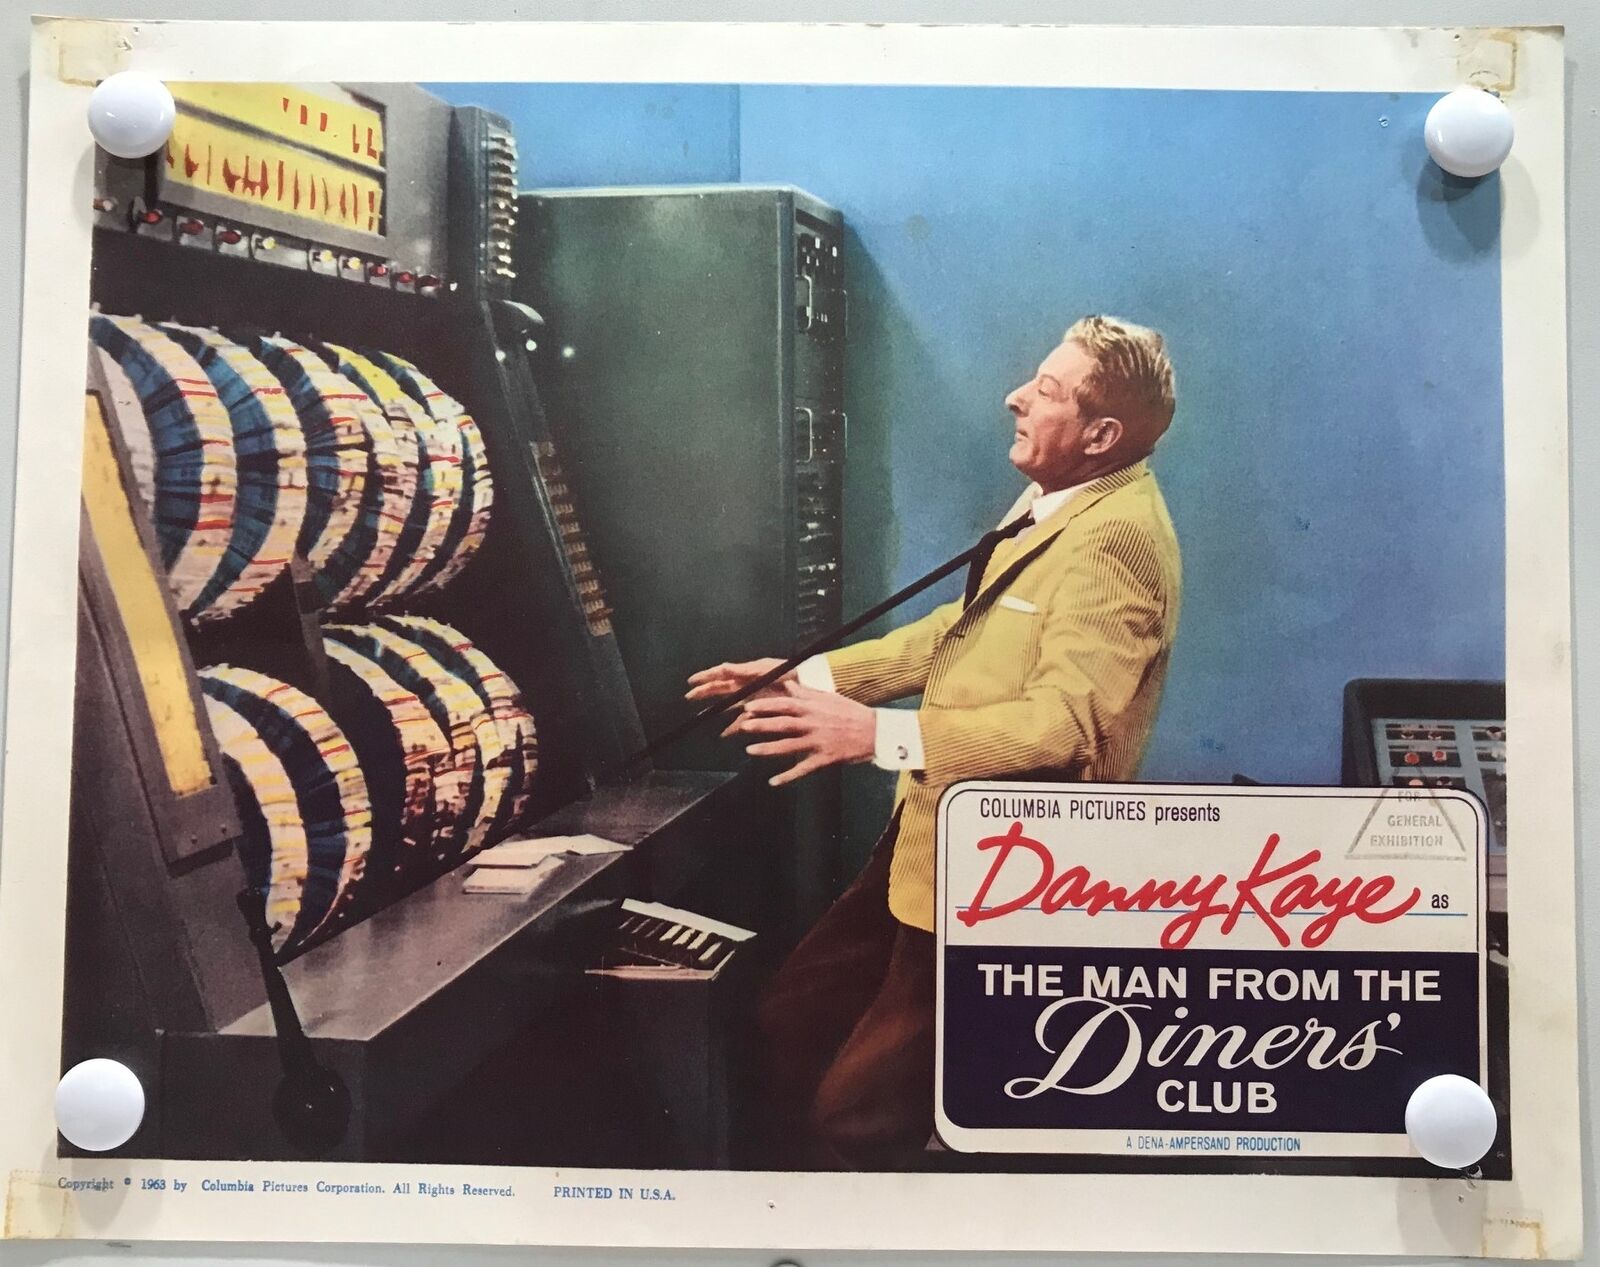 COLUMBIA PICTURES presents
FOR
GENERAL
EXHIBITION
Danny Kaye as
THE MAN FROM THE
Diners'
CLUB
A DENA-AMPERSAND PRODUCTION
Copyright © 1963 by Columbia Pictures Corporation. All Rights Reserved. PRINTED IN U.S.A.